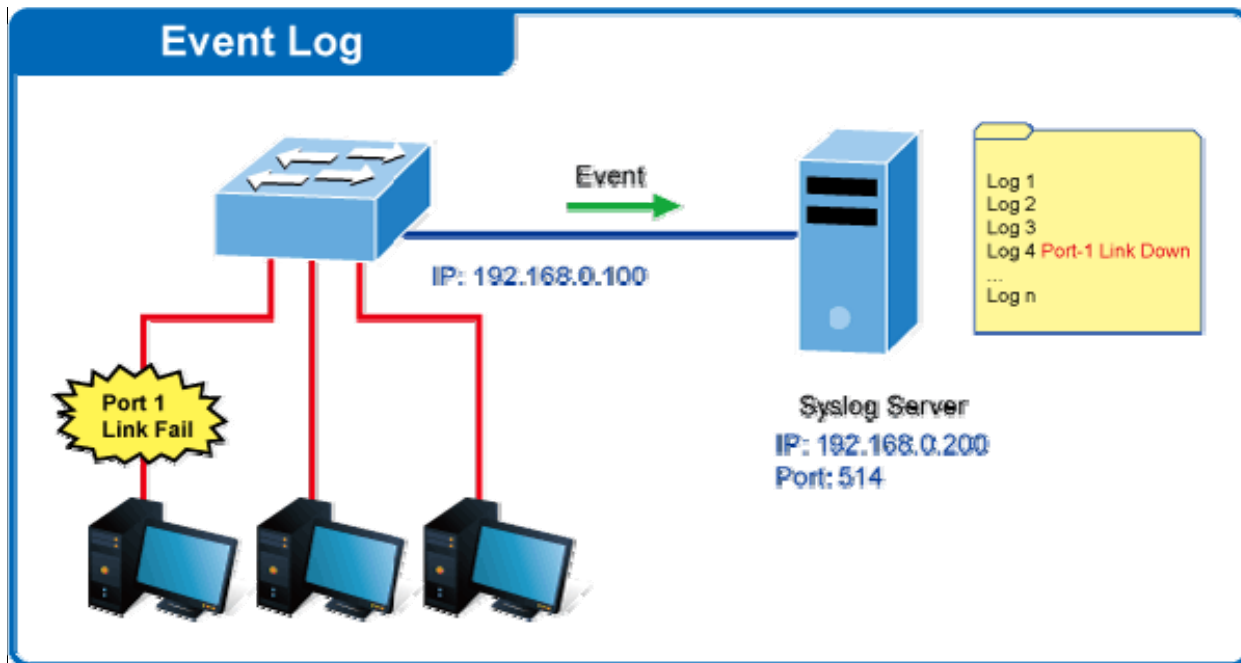 Event Log
Event
IP: 192.168.0.100
Port 1
Link Fail
Syslog Server
IP: 192.168.0.200
Port: 514
Log 1
Log 2
Log 3
Log 4 Port-1 Link Down
...
Log n